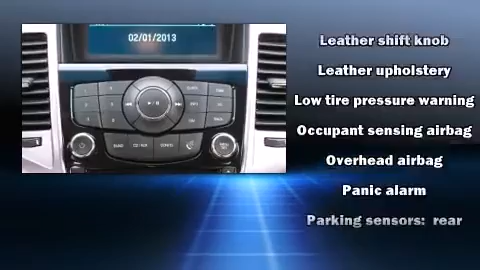 02/01/2013
Leather shift knob
Leather upholstery
Low tire pressure warning
Occupant sensing airbag
Overhead airbag
Panic alarm
Parking sensors: rear